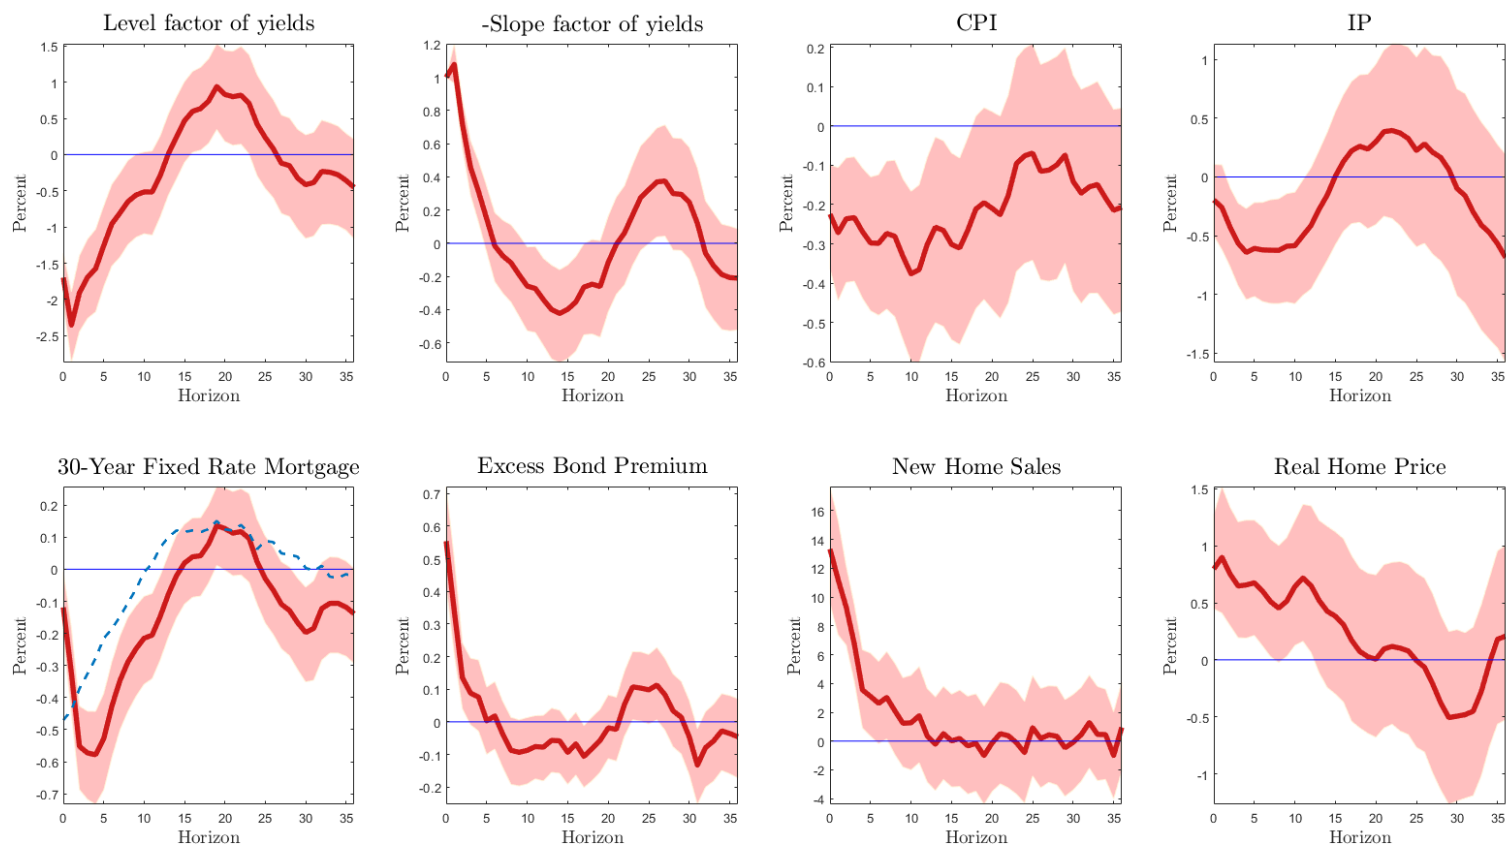 Level factor of yields
-Slope factor of yields
CPI
IP
1.5
1
0.5
0
-0.5
-1
-1.5
-2
-2.5
Percent
0 5 10 15 20 25 30 35
Horizon
1.2
1
0.8
0.6
0.4
0.2
0
-0.2
-0.4
-0.6
Percent
0 5 10 15 20 25 30 35
Horizon
0.2
0.1
0
-0.1
-0.2
-0.3
-0.4
-0.5
-0.6
Percent
0 5 10 15 20 25 30 35
Horizon
1
0.5
0
-0.5
-1
-1.5
Percent
0 5 10 15 20 25 30 35
Horizon
30-Year Fixed Rate Mortgage
Excess Bond Premium
New Home Sales
Real Home Price
0.2
0.1
0
-0.1
-0.2
-0.3
-0.4
-0.5
-0.6
-0.7
Percent
0 5 10 15 20 25 30 35
Horizon
0.7
0.6
0.5
0.4
0.3
0.2
0.1
0
-0.1
-0.2
Percent
0 5 10 15 20 25 30 35
Horizon
16
14
12
10
8
6
4
2
0
-2
-4
Percent
0 5 10 15 20 25 30 35
Horizon
1.5
1
0.5
0
-0.5
-1
Percent
0 5 10 15 20 25 30 35
Horizon